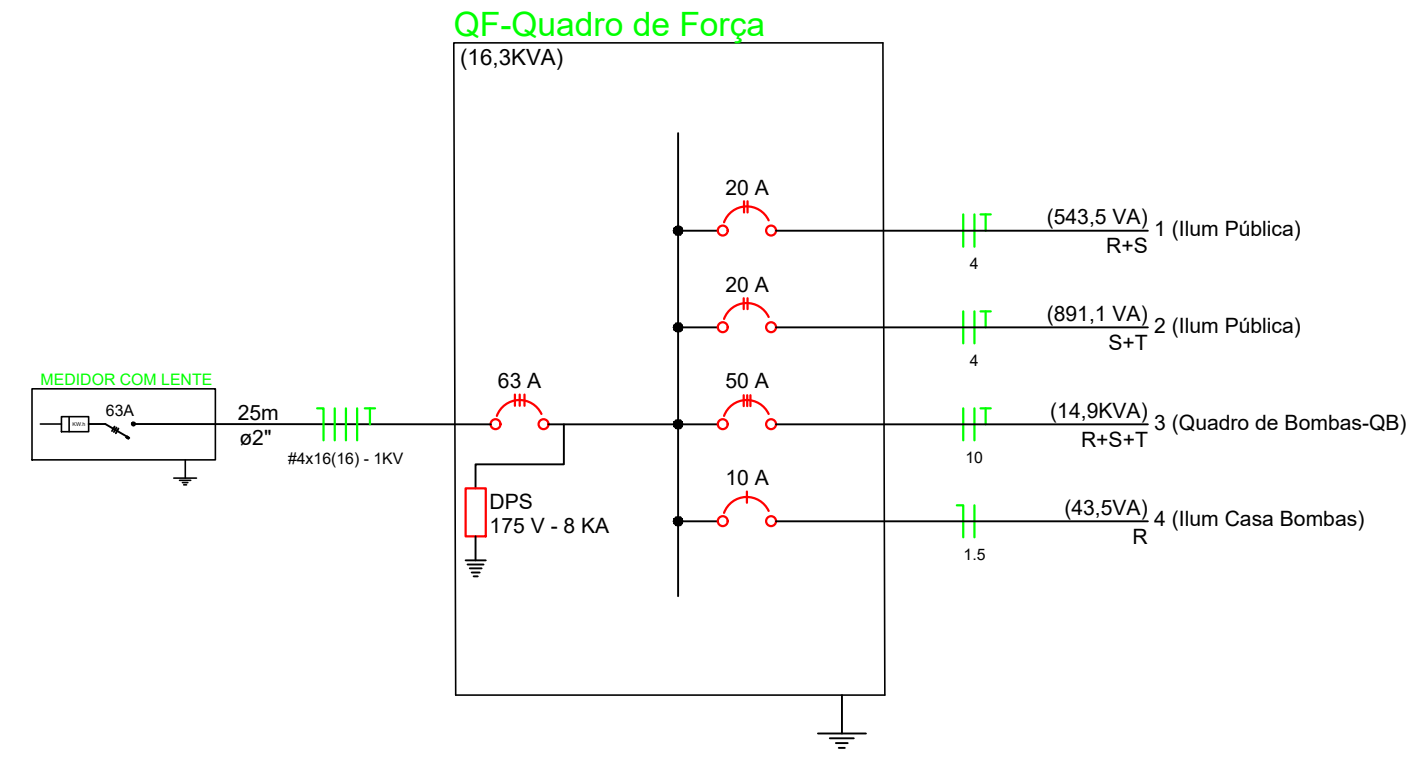 QF-Quadro de Força
(16,3KVA)
20 A
(543,5 VA)
1 (Ilum Pública)
R+S
4
20 A
(891,1 VA)
2 (Ilum Pública)
S+T
4
MEDIDOR COM LENTE
63A
KW.h
25m
ø2"
#4x16(16) - 1KV
63 A
50 A
(14,9KVA)
3 (Quadro de Bombas-QB)
R+S+T
10
DPS
175 V - 8 KA
10 A
(43,5VA)
4 (Ilum Casa Bombas)
R
1.5